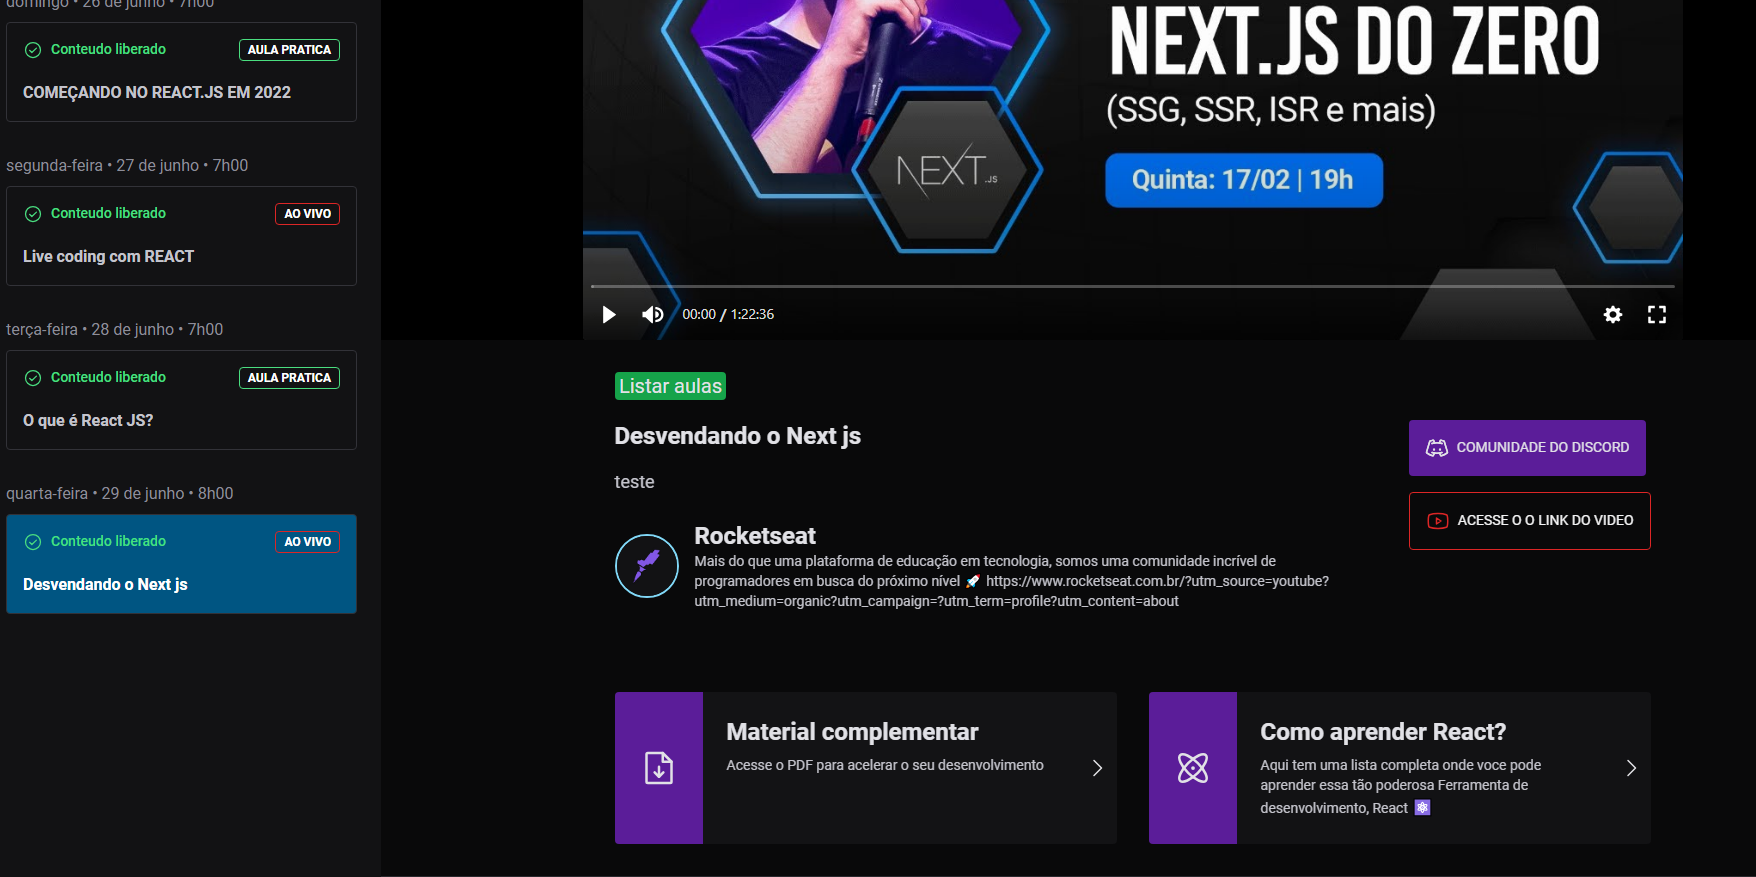 domingo • 26 de junho • 7h00
Conteudo liberado
AULA PRATICA
COMEÇANDO NO REACT.JS EM 2022
segunda-feira • 27 de junho • 7h00
Conteudo liberado
AO VIVO
Live coding com REACT
terça-feira • 28 de junho • 7h00
Conteudo liberado
AULA PRATICA
O que é React JS?
quarta-feira • 29 de junho • 8h00
Conteudo liberado
AO VIVO
Desvendando o Next js
NEXT.JS DO ZERO
(SSG, SSR, ISR e mais)
Quinta: 17/02 | 19h
NEXT.JS
00:00 / 1:22:36
Listar aulas
Desvendando o Next js
teste
COMUNIDADE DO DISCORD
ACESSE O O LINK DO VIDEO
Rocketseat
Mais do que uma plataforma de educação em tecnologia, somos uma comunidade incrível de
programadores em busca do próximo nível 🚀 https://www.rocketseat.com.br/?utm_source=youtube?
utm_medium=organic?utm_campaign=?utm_term=profile?utm_content=about
Material complementar
Acesse o PDF para acelerar o seu desenvolvimento
Como aprender React?
Aqui tem uma lista completa onde voce pode
aprender essa tão poderosa Ferramenta de
desenvolvimento, React ⚛️